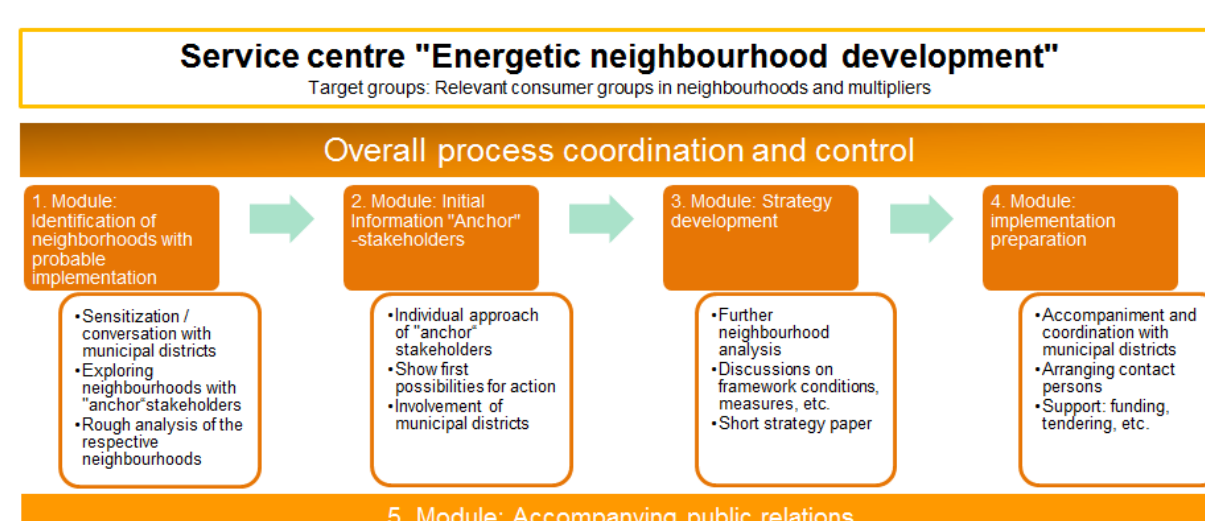 Service centre "Energetic neighbourhood development"
Target groups: Relevant consumer groups in neighbourhoods and multipliers
Overall process coordination and control
1. Module:
Identification of
neighborhoods with
probable
implementation
•Sensitization /
conversation with
municipal districts
•Exploring
neighbourhoods with
"anchor“stakeholders
•Rough analysis of the
respective
neighbourhoods
2. Module: Initial
Information "Anchor"
-stakeholders
•Individual approach
of "anchor“
stakeholders
•Show first
possibilities for action
•Involvement of
municipal districts
3. Module: Strategy
development
•Further
neighbourhood
analysis
•Discussions on
framework conditions,
measures, etc.
•Short strategy paper
4. Module:
implementation
preparation
•Accompaniment and
coordination with
municipal districts
•Arranging contact
persons
•Support: funding,
tendering, etc.
5. Module: Accompanying public relations